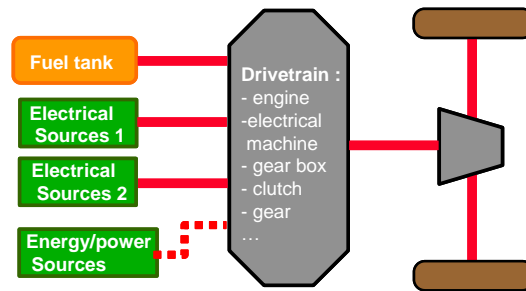 Fuel tank
Electrical
Sources 1
Electrical
Sources 2
Energy/power
Sources
Drivetrain :
- engine
-electrical
machine
- gear box
- clutch
- gear
...